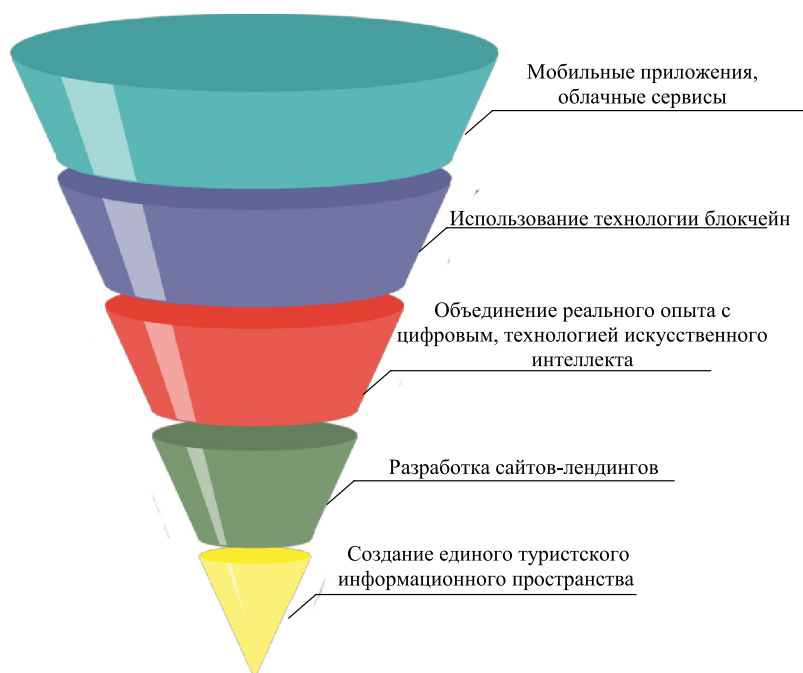 Мобильные приложения,
облачные сервисы
Использование технологии блокчейн
Объединение реального опыта с
цифровым, технологией искусственного
интеллекта
Разработка сайтов-лендингов
Создание единого туристского
информационного пространства